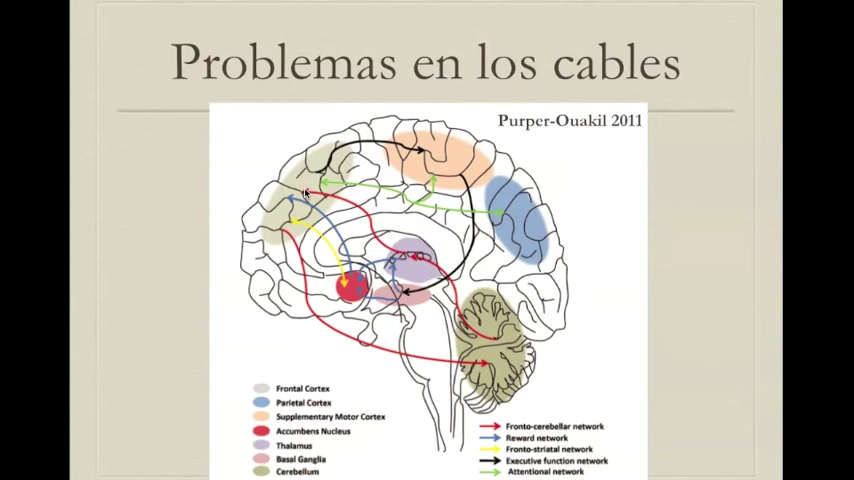 Problemas en los cables
Purper-Ouakil 2011
Frontal Cortex
Parietal Cortex
Supplementary Motor Cortex
Accumbens Nucleus
Thalamus
Basal Ganglia
Cerebellum
Fronto-cerebellar network
Reward network
Fronto-striatal network
Executive function network
Attentional network